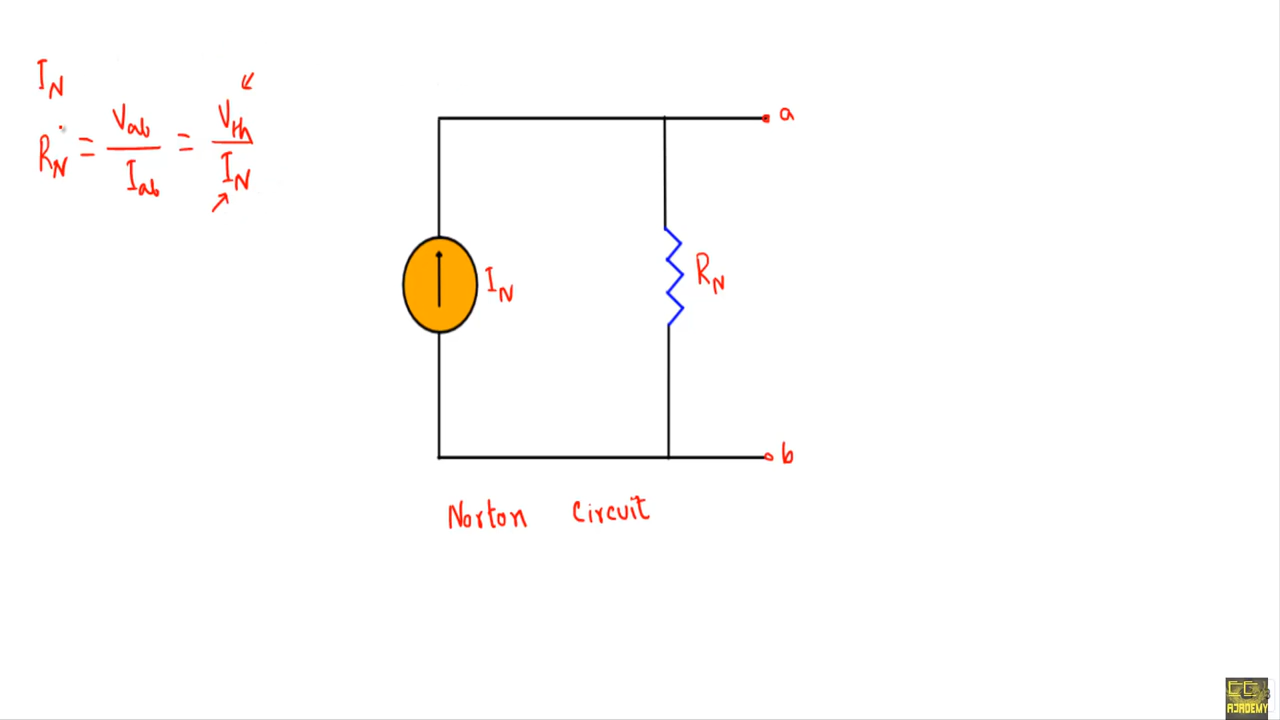 I_N
R_N = V_ab / I_ab = V_th / I_N
a
I_N
R_N
b
Norton Circuit